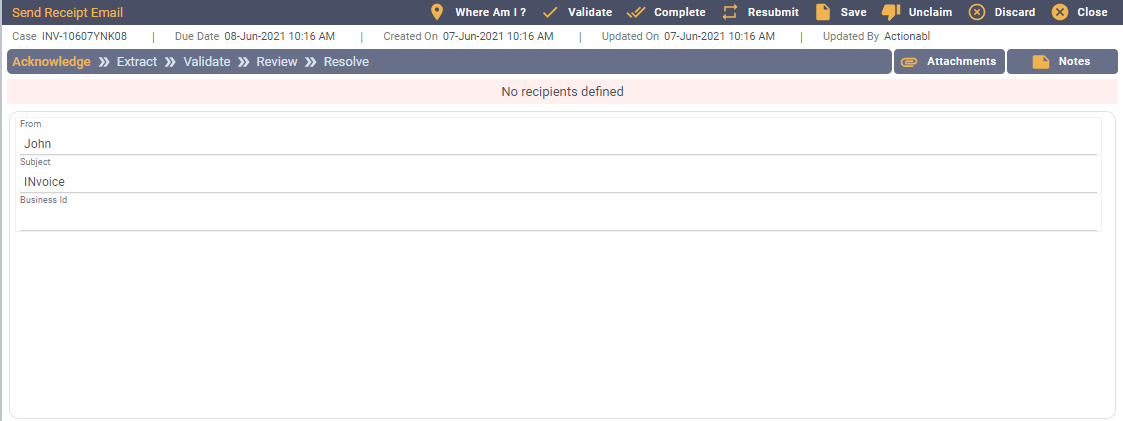 Send Receipt Email Where Am I ? Validate Complete Resubmit Save Unclaim Discard Close
Case INV-10607YNK08 | Due Date 08-Jun-2021 10:16 AM | Created On 07-Jun-2021 10:16 AM | Updated On 07-Jun-2021 10:16 AM | Updated By Actionabl
Acknowledge » Extract » Validate » Review » Resolve Attachments Notes
No recipients defined
From
John
Subject
INvoice
Business Id